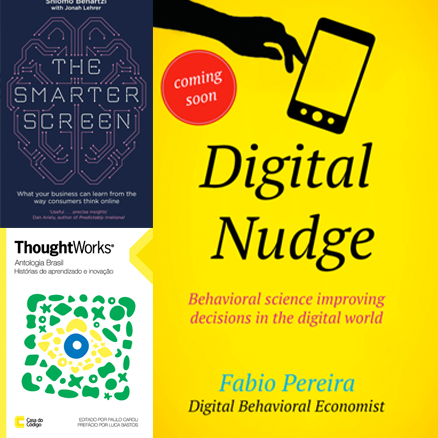 Shlomo Benartzi
with Jonah Lehrer
THE
SMARTER
SCREEN
What your business can learn from the
way consumers think online
'Useful . . . precise insights'
Dan Ariely, author of Predictably Irrational
ThoughtWorks®
Antologia Brasil
Histórias de aprendizado e inovação
Casa do
Código
EDITADO POR PAULO CAROLI
PREFÁCIO POR LUCA BASTOS
coming
soon
Digital
Nudge
Behavioral science improving
decisions in the digital world
Fabio Pereira
Digital Behavioral Economist